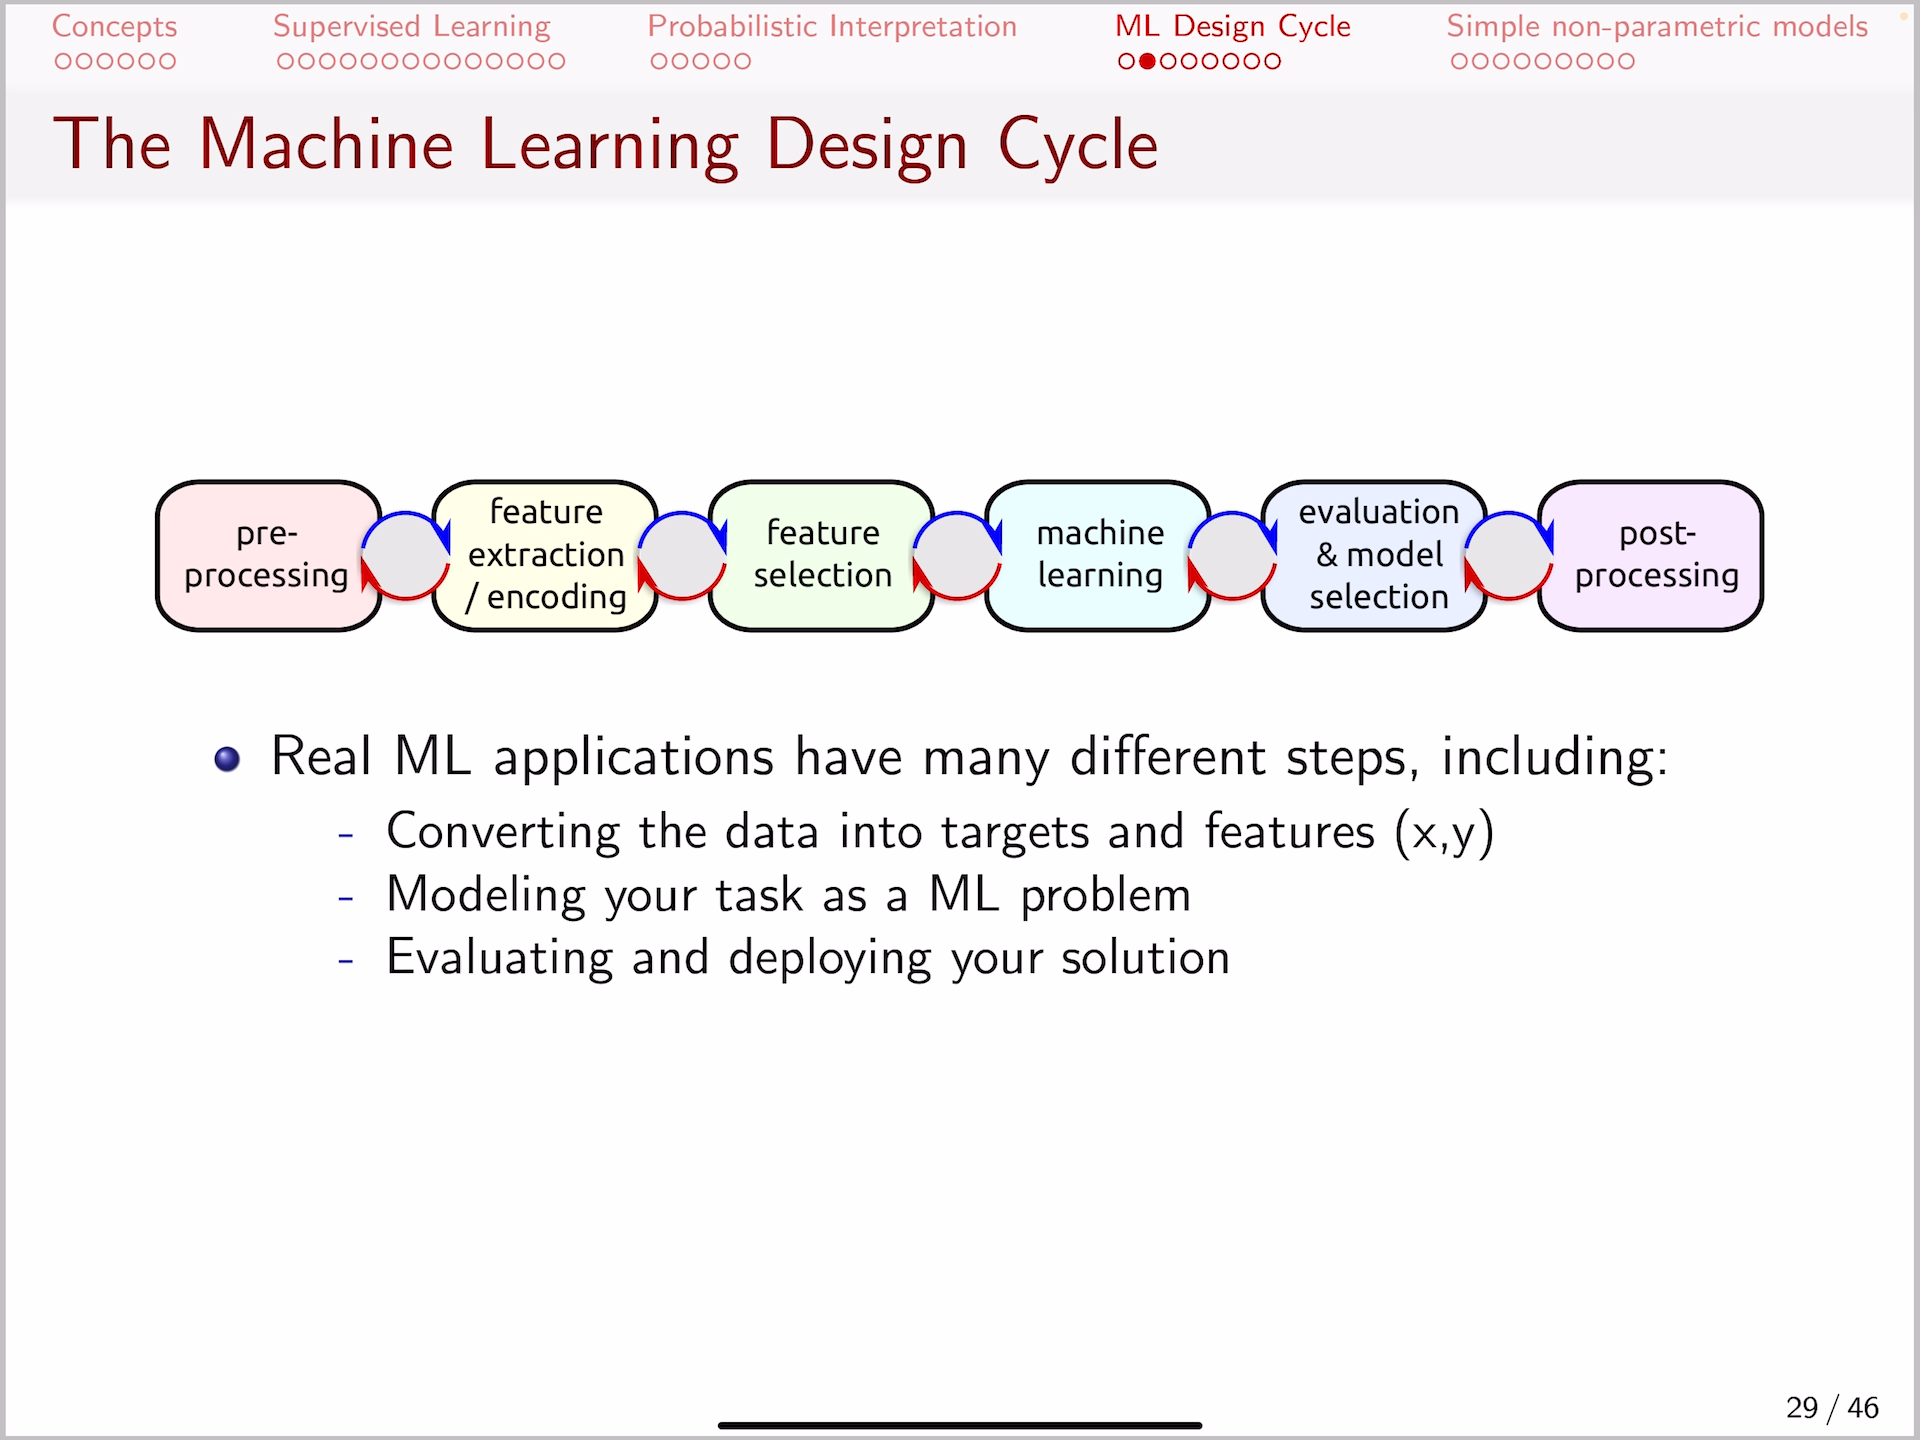 Concepts
Supervised Learning
Probabilistic Interpretation
ML Design Cycle
Simple non-parametric models
The Machine Learning Design Cycle
pre-
processing
feature
extraction
/ encoding
feature
selection
machine
learning
evaluation
& model
selection
post-
processing
Real ML applications have many different steps, including:
- Converting the data into targets and features (x,y)
- Modeling your task as a ML problem
- Evaluating and deploying your solution
29 / 46